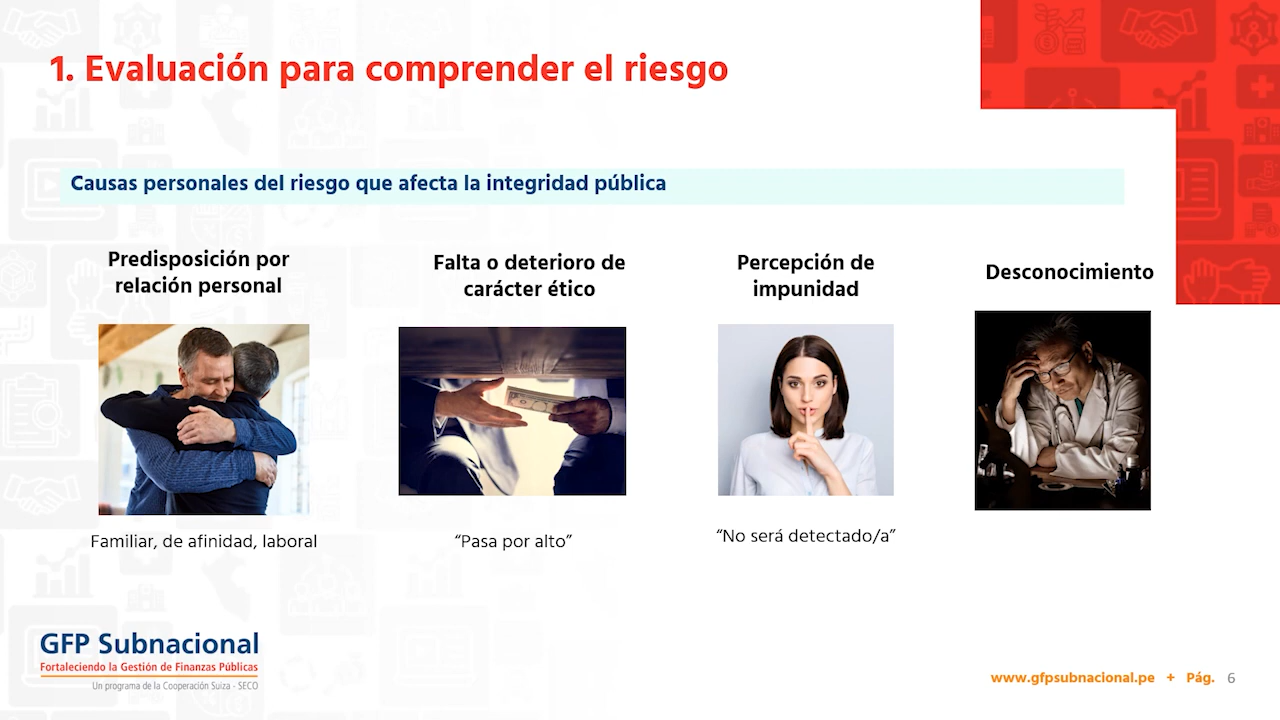 1. Evaluación para comprender el riesgo
Causas personales del riesgo que afecta la integridad pública
Predisposición por
relación personal
Falta o deterioro de
carácter ético
Percepción de
impunidad
Desconocimiento
Familiar, de afinidad, laboral
“Pasa por alto”
“No será detectado/a”
GFP Subnacional
Fortaleciendo la Gestión de Finanzas Públicas
Un programa de la Cooperación Suiza - SECO
www.gfpsubnacional.pe + Pág. 6